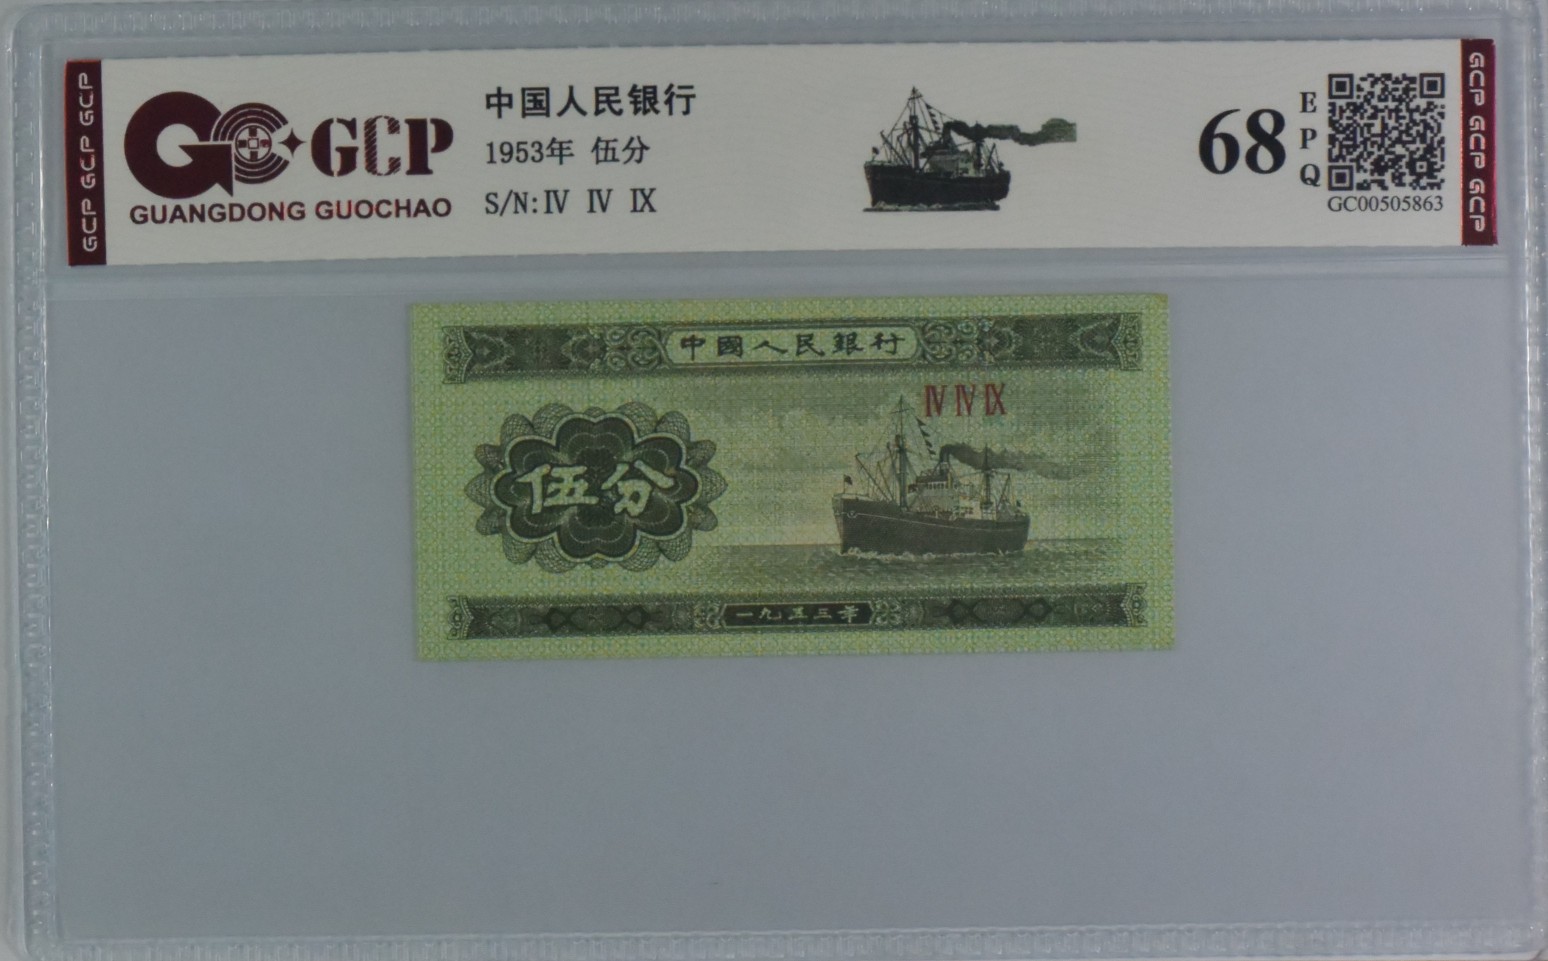 GCP GCP GCP
GCP
GUANGDONG GUOCHAO
中国人民银行
1953年 伍分
S/N:Ⅳ Ⅳ Ⅸ
68
EPQ
GC00505863
GCP GCP GCP
中國人民銀行
Ⅳ Ⅳ Ⅸ
伍分
一九五三年